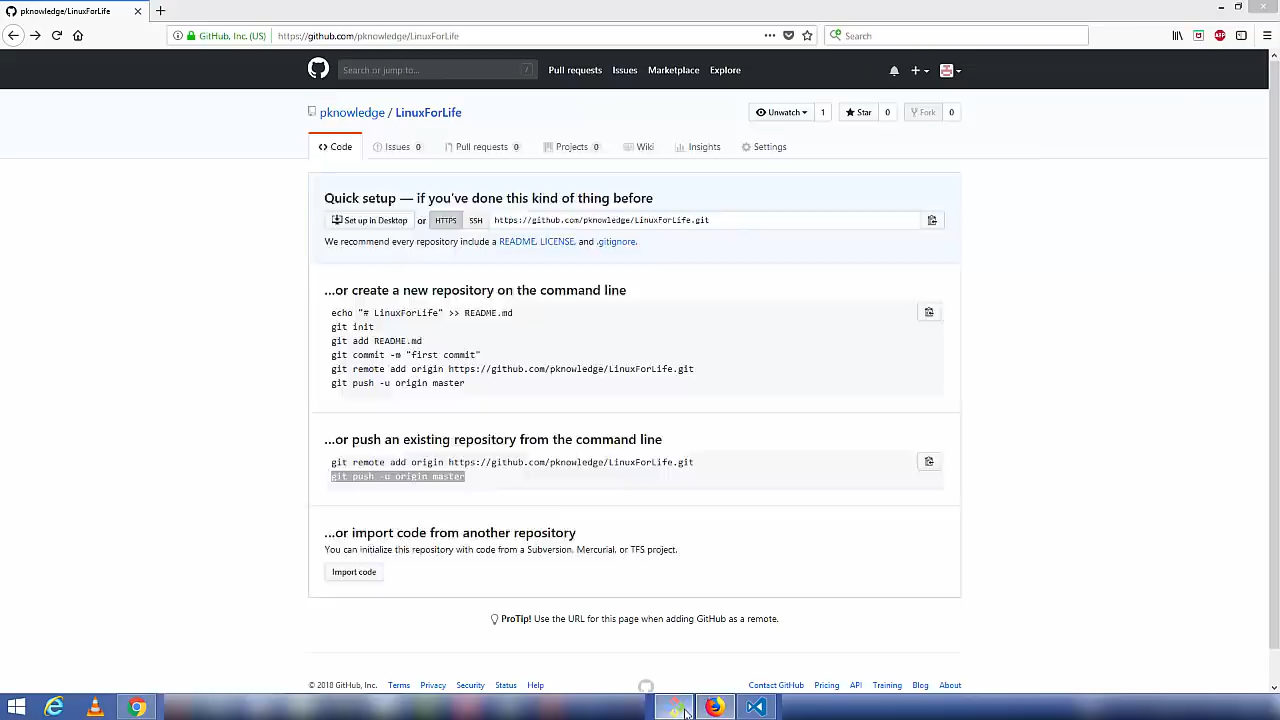 pknowledge/LinuxForLife
GitHub, Inc. (US)
https://github.com/pknowledge/LinuxForLife
Search
Search or jump to...
/
Pull requests
Issues
Marketplace
Explore
pknowledge / LinuxForLife
Unwatch 1
Star 0
Fork 0
Code
Issues 0
Pull requests 0
Projects 0
Wiki
Insights
Settings
Quick setup — if you've done this kind of thing before
Set up in Desktop or HTTPS SSH https://github.com/pknowledge/LinuxForLife.git
We recommend every repository include a README, LICENSE, and .gitignore.
...or create a new repository on the command line
echo "# LinuxForLife" >> README.md
git init
git add README.md
git commit -m "first commit"
git remote add origin https://github.com/pknowledge/LinuxForLife.git
git push -u origin master
...or push an existing repository from the command line
git remote add origin https://github.com/pknowledge/LinuxForLife.git
git push -u origin master
...or import code from another repository
You can initialize this repository with code from a Subversion, Mercurial, or TFS project.
Import code
ProTip! Use the URL for this page when adding GitHub as a remote.
© 2018 GitHub, Inc. Terms Privacy Security Status Help
Contact GitHub Pricing API Training Blog About